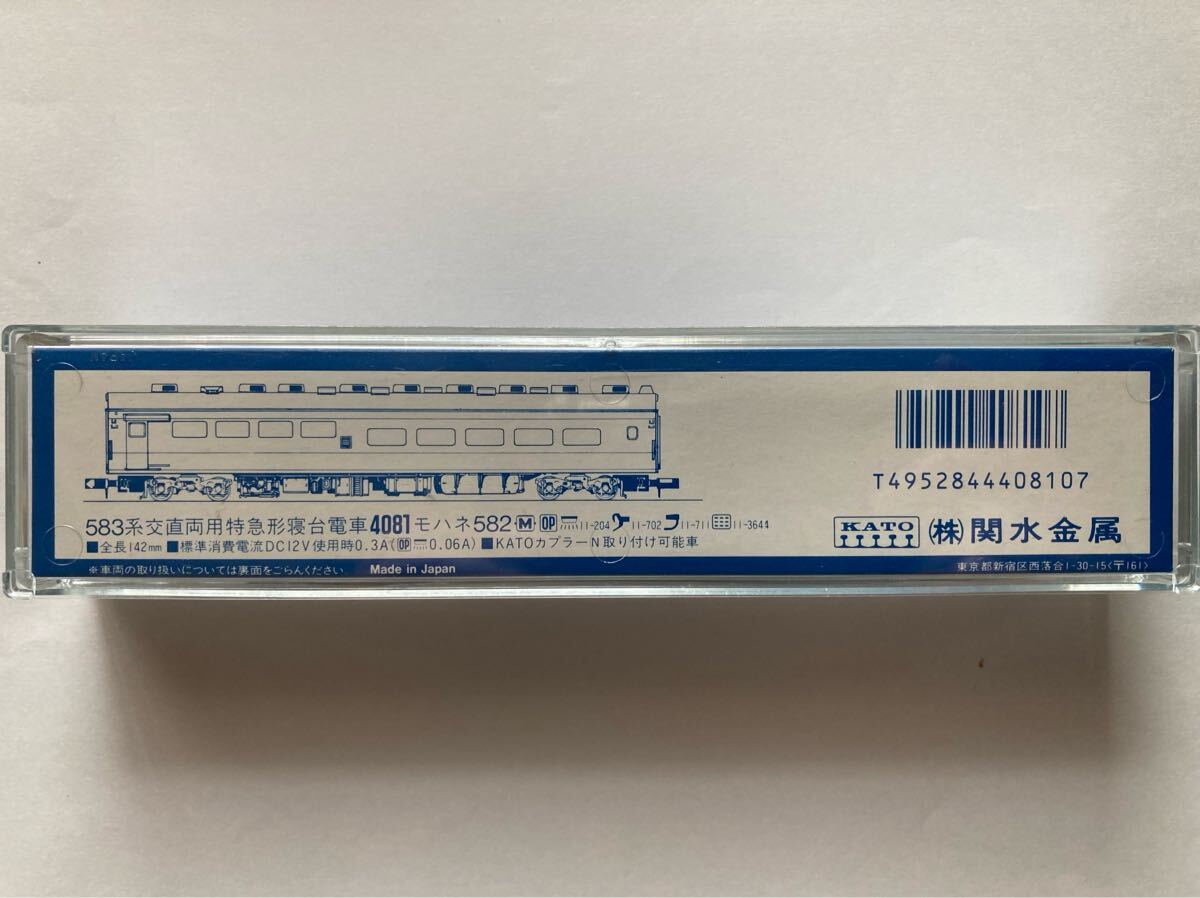 T4952844408107
583系交直両用特急形寝台電車4081モハネ582 M OP 11-204 11-702 11-711 11-3644
■全長142mm ■標準消費電流DC12V使用時0.3A(OP 0.06A) ■KATOカプラーN取り付け可能車
※車両の取り扱いについては裏面をごらんください. Made in Japan
KATO (株)関水金属
東京都新宿区西落合1-30-15〈〒161〉